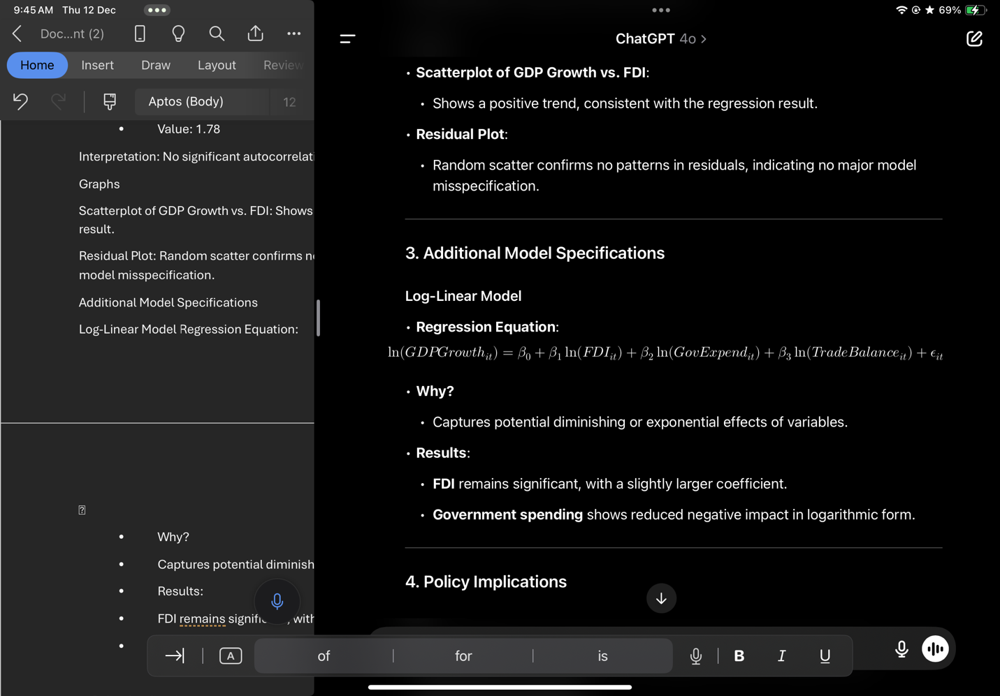 9:45 AM Thu 12 Dec
69%
Doc...nt (2)
Home Insert Draw Layout Review
Aptos (Body) 12
• Value: 1.78
Interpretation: No significant autocorrelati
Graphs
Scatterplot of GDP Growth vs. FDI: Shows
result.
Residual Plot: Random scatter confirms n
model misspecification.
Additional Model Specifications
Log-Linear Model Regression Equation:
• Why?
• Captures potential diminish
• Results:
• FDI remains signific , with
•
ChatGPT 4o >
• Scatterplot of GDP Growth vs. FDI:
• Shows a positive trend, consistent with the regression result.
• Residual Plot:
• Random scatter confirms no patterns in residuals, indicating no major model
misspecification.
3. Additional Model Specifications
Log-Linear Model
• Regression Equation:
ln(GDPGrowth_{it}) = β_0 + β_1 ln(FDI_{it}) + β_2 ln(GovExpend_{it}) + β_3 ln(TradeBalance_{it}) + ϵ_{it}
• Why?
• Captures potential diminishing or exponential effects of variables.
• Results:
• FDI remains significant, with a slightly larger coefficient.
• Government spending shows reduced negative impact in logarithmic form.
4. Policy Implications
A of for is B I U